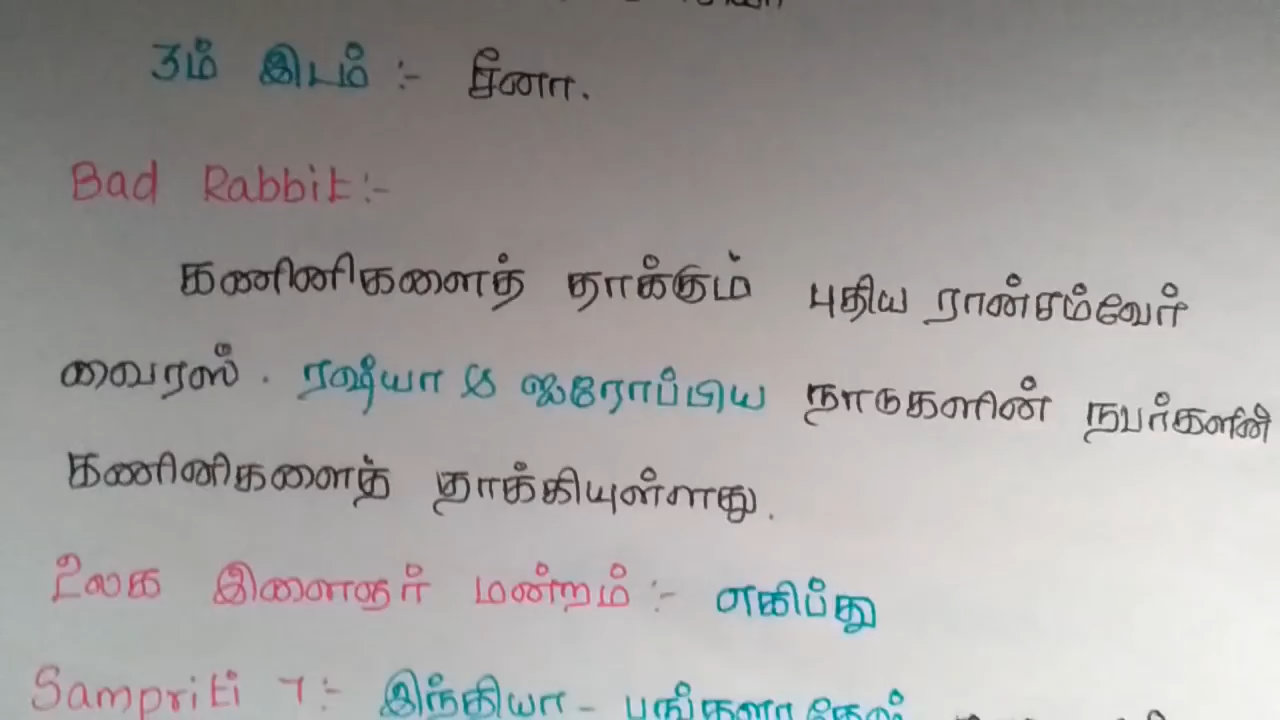 3ம் இடம் :- சீனா.
Bad Rabbit:-
கணினிகளைத் தாக்கும் புதிய ரான்சம்வேர்
வைரஸ். ரஷ்யா & ஐரோப்பிய நாடுகளின் நபர்களின்
கணினிகளைத் தாக்கியுள்ளது.
உலக இளைஞர் மன்றம் :- எகிப்து
Sampriti 7 :- இந்தியா - பங்களாதேஷ்